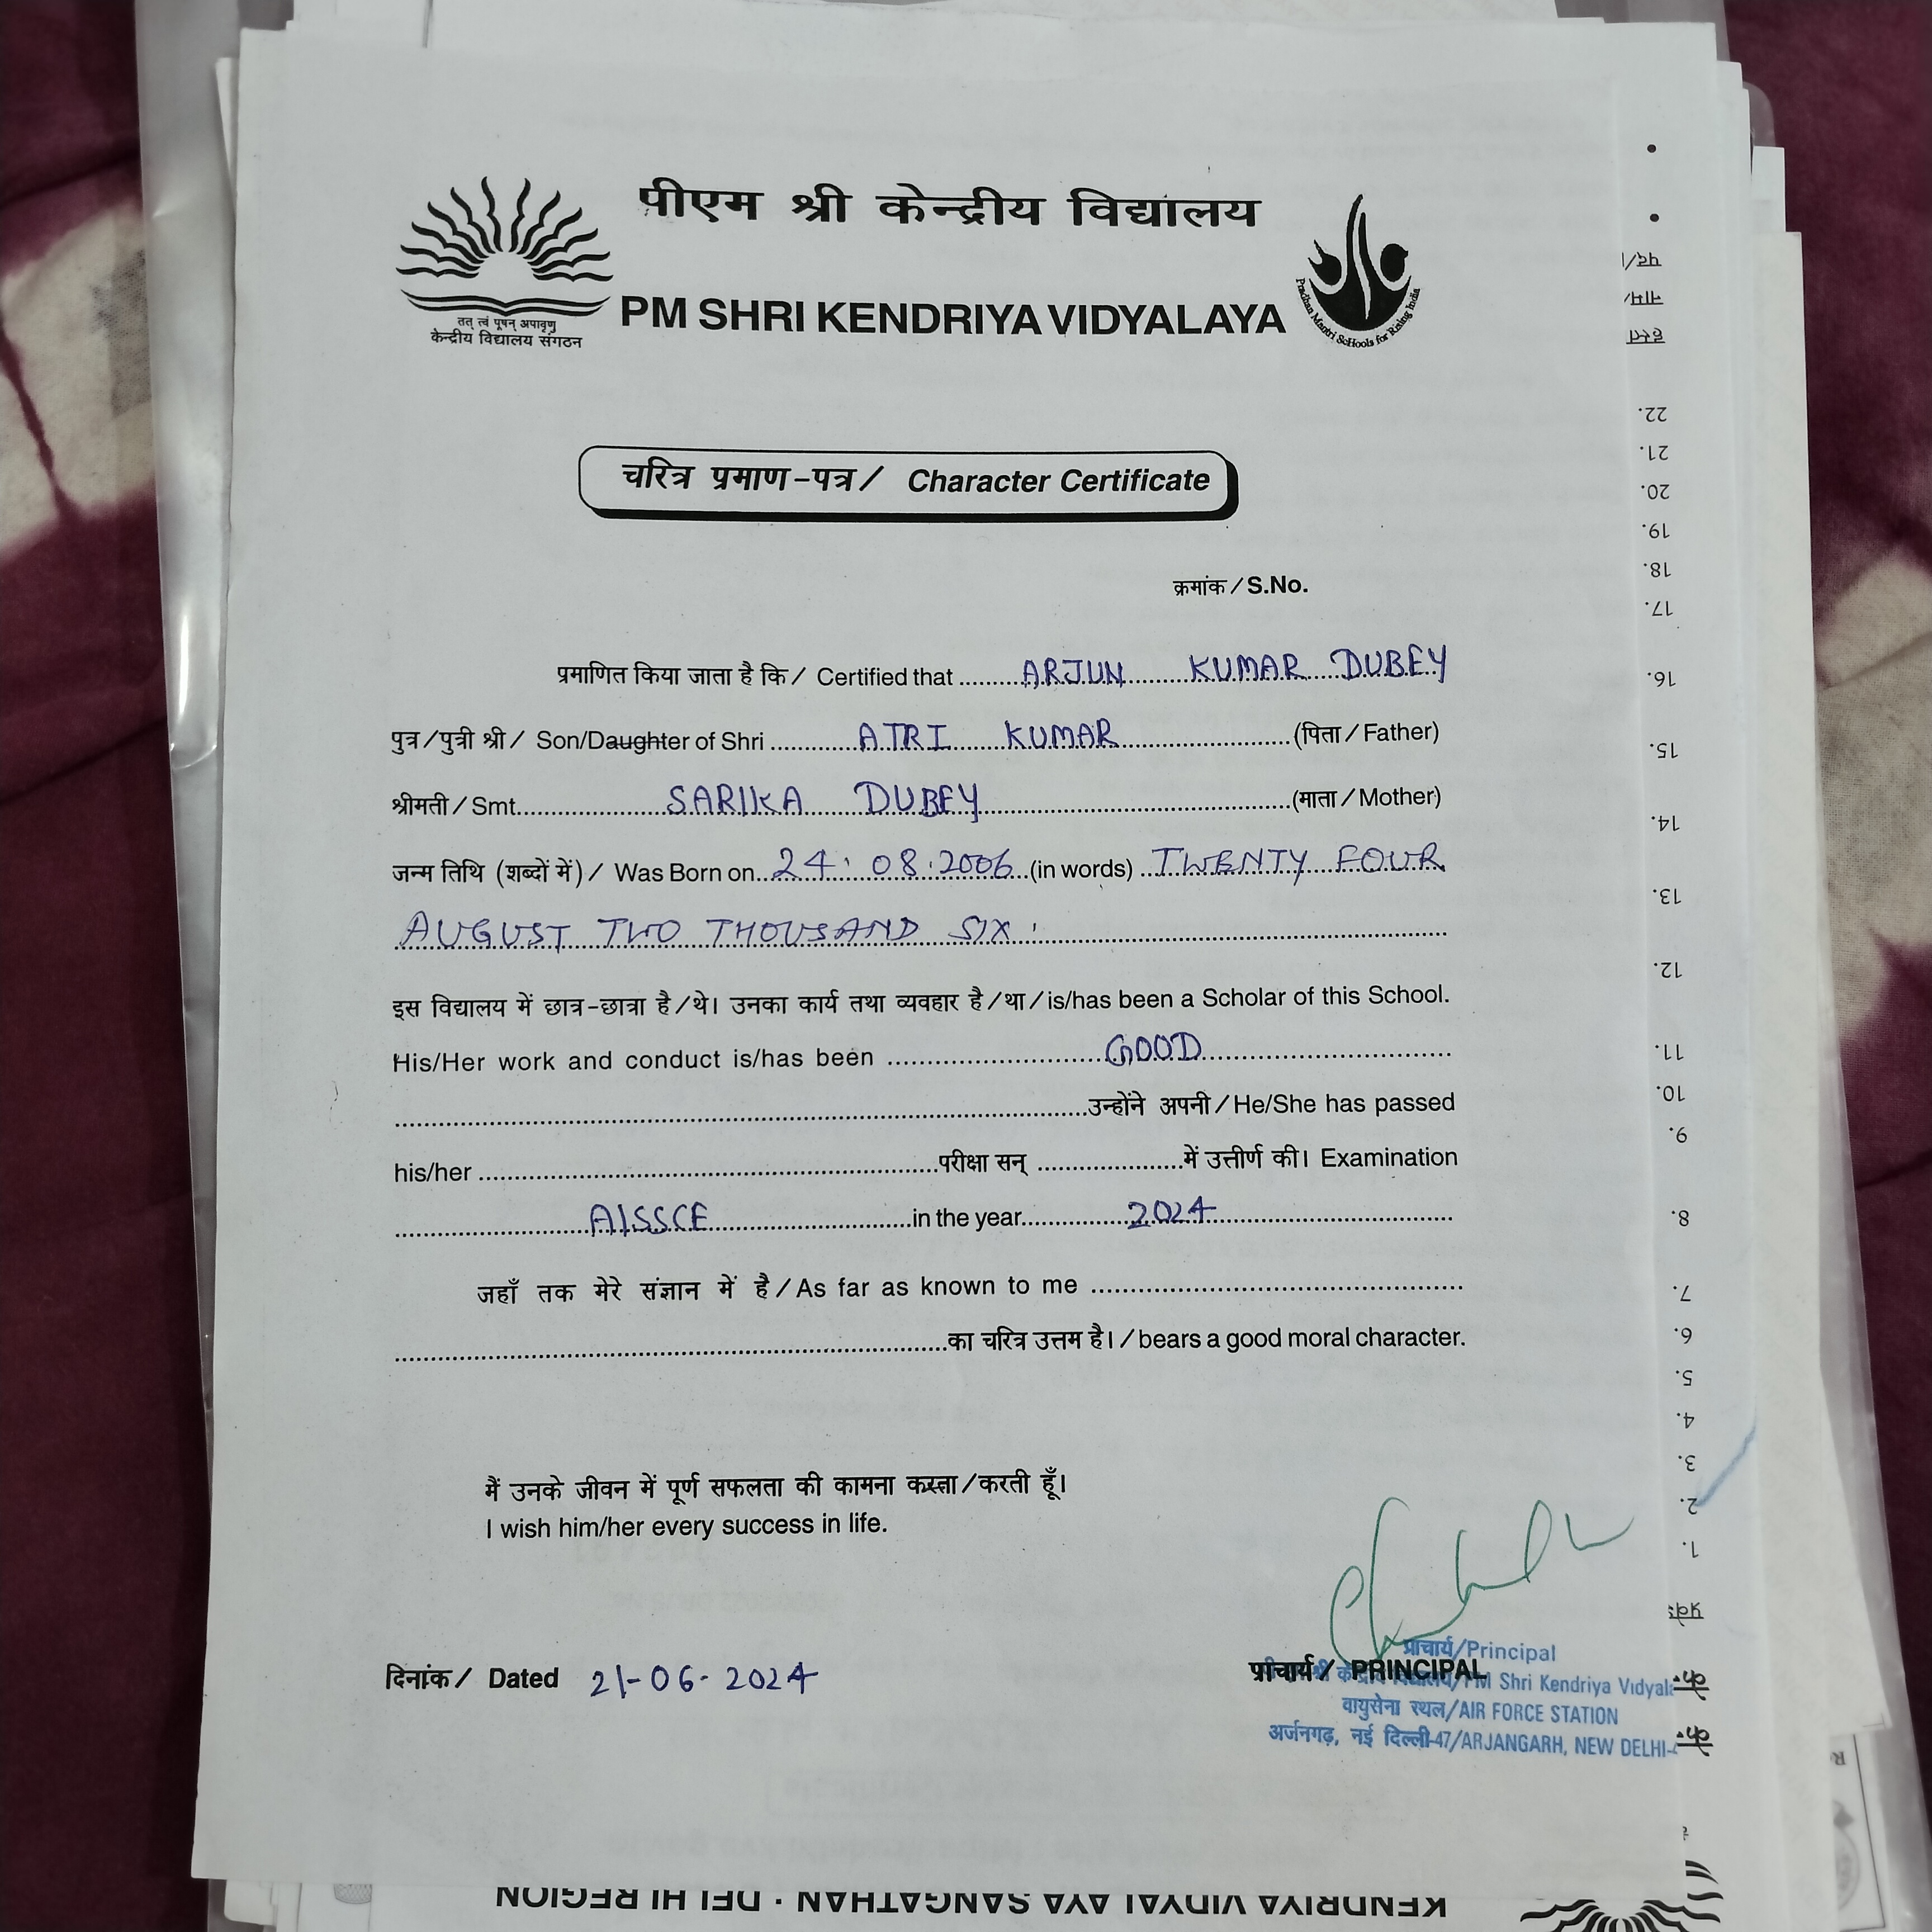 पीएम श्री केन्द्रीय विद्यालय
PM SHRI KENDRIYA VIDYALAYA
तत् त्वं पूषन् अपावृणु
केन्द्रीय विद्यालय संगठन
Pradhan Mantri ScHools for Rising India
चरित्र प्रमाण-पत्र / Character Certificate
क्रमांक / S.No.
प्रमाणित किया जाता है कि / Certified that ARJUN KUMAR DUBEY
पुत्र / पुत्री श्री / Son/Daughter of Shri ATRI KUMAR (पिता / Father)
श्रीमती / Smt. SARIKA DUBEY (माता / Mother)
जन्म तिथि (शब्दों में) / Was Born on 24.08.2006 (in words) TWENTY FOUR
AUGUST TWO THOUSAND SIX.
इस विद्यालय में छात्र-छात्रा है / थे। उनका कार्य तथा व्यवहार है / था / is/has been a Scholar of this School.
His/Her work and conduct is/has been GOOD
उन्होंने अपनी / He/She has passed
his/her परीक्षा सन् में उत्तीर्ण की। Examination
AISSCE in the year 2024
जहाँ तक मेरे संज्ञान में है / As far as known to me
का चरित्र उत्तम है। / bears a good moral character.
मैं उनके जीवन में पूर्ण सफलता की कामना करता / करती हूँ।
I wish him/her every success in life.
दिनांक / Dated 21-06-2024
प्राचार्य / PRINCIPAL
प्राचार्य/Principal
PM Shri Kendriya Vidyal
वायुसेना स्थल/AIR FORCE STATION
अर्जनगढ़, नई दिल्ली-47/ARJANGARH, NEW DELHI-
पद/
नाम/
हस्त
22.
21.
20.
19.
18.
17.
16.
15.
14.
13.
12.
11.
10.
9.
8.
7.
6.
5.
4.
3.
2.
1.
प्रवेश
के.
के.
KENDRIYA VIDYALAYA SANGATHAN - DELHI REGION